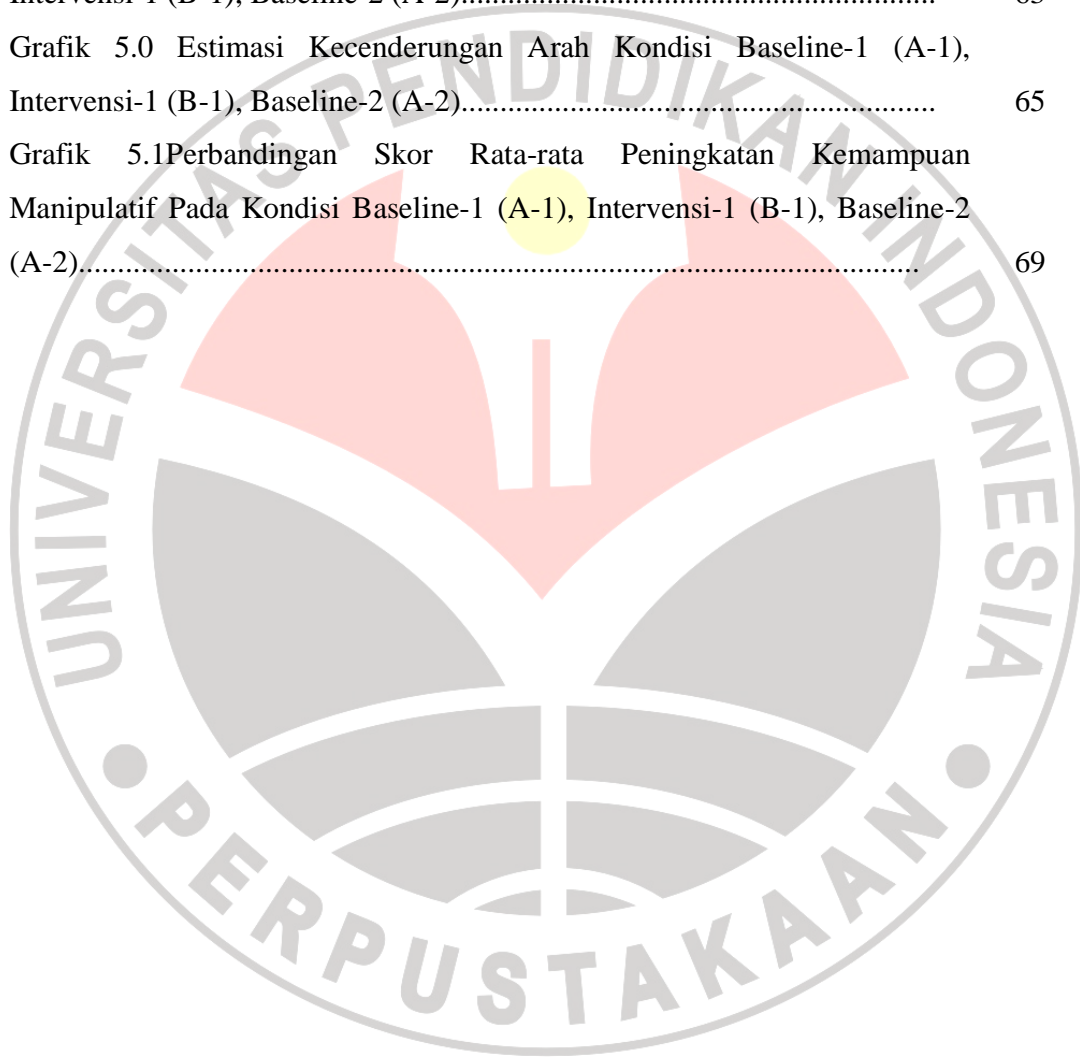 Intervensi-1 (B-1), Baseline-2 (A-2)......................................................... 63
Grafik 5.0 Estimasi Kecenderungan Arah Kondisi Baseline-1 (A-1),
Intervensi-1 (B-1), Baseline-2 (A-2)......................................................... 65
Grafik 5.1Perbandingan Skor Rata-rata Peningkatan Kemampuan
Manipulatif Pada Kondisi Baseline-1 (A-1), Intervensi-1 (B-1), Baseline-2
(A-2)..................................................................................................... 69
UNIVERSITAS PENDIDIKAN INDONESIA
PERPUSTAKAAN